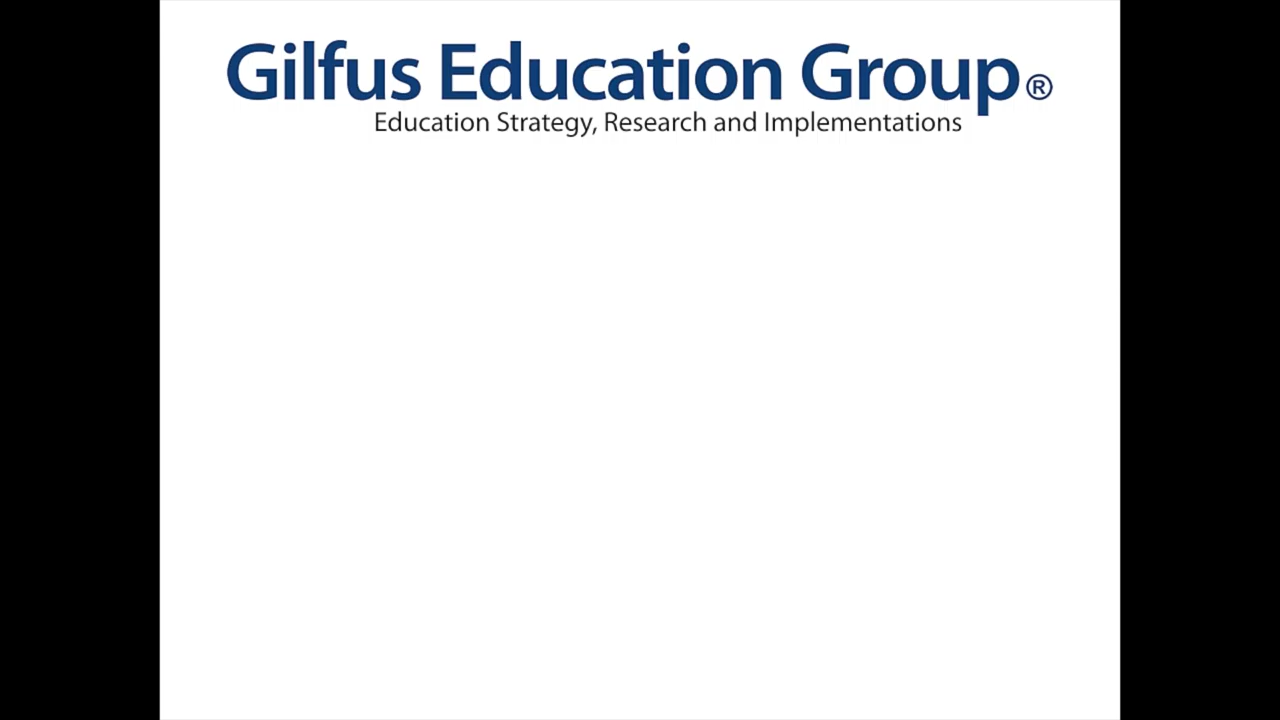 Gilfus Education Group®
Education Strategy, Research and Implementations